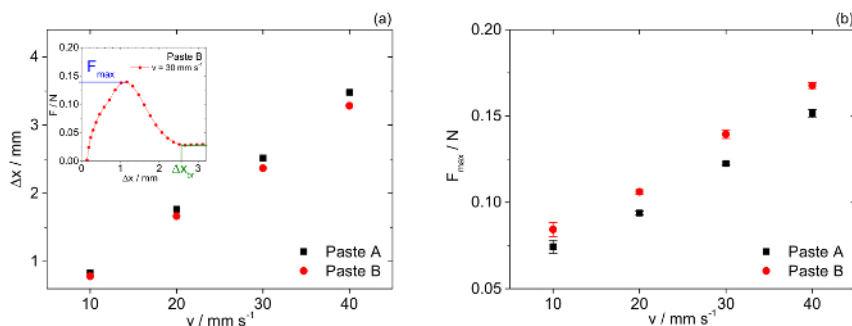 (a)
4
3
2
1
Δx / mm
10 20 30 40
v / mm s⁻¹
Paste A
Paste B
Paste B
v = 30 mm s⁻¹
F max
0.20
0.15
0.10
0.05
0.00
F / N
0 1 2 3
Δx / mm
Δx br
(b)
0.20
0.15
0.10
0.05
F max / N
10 20 30 40
v / mm s⁻¹
Paste A
Paste B